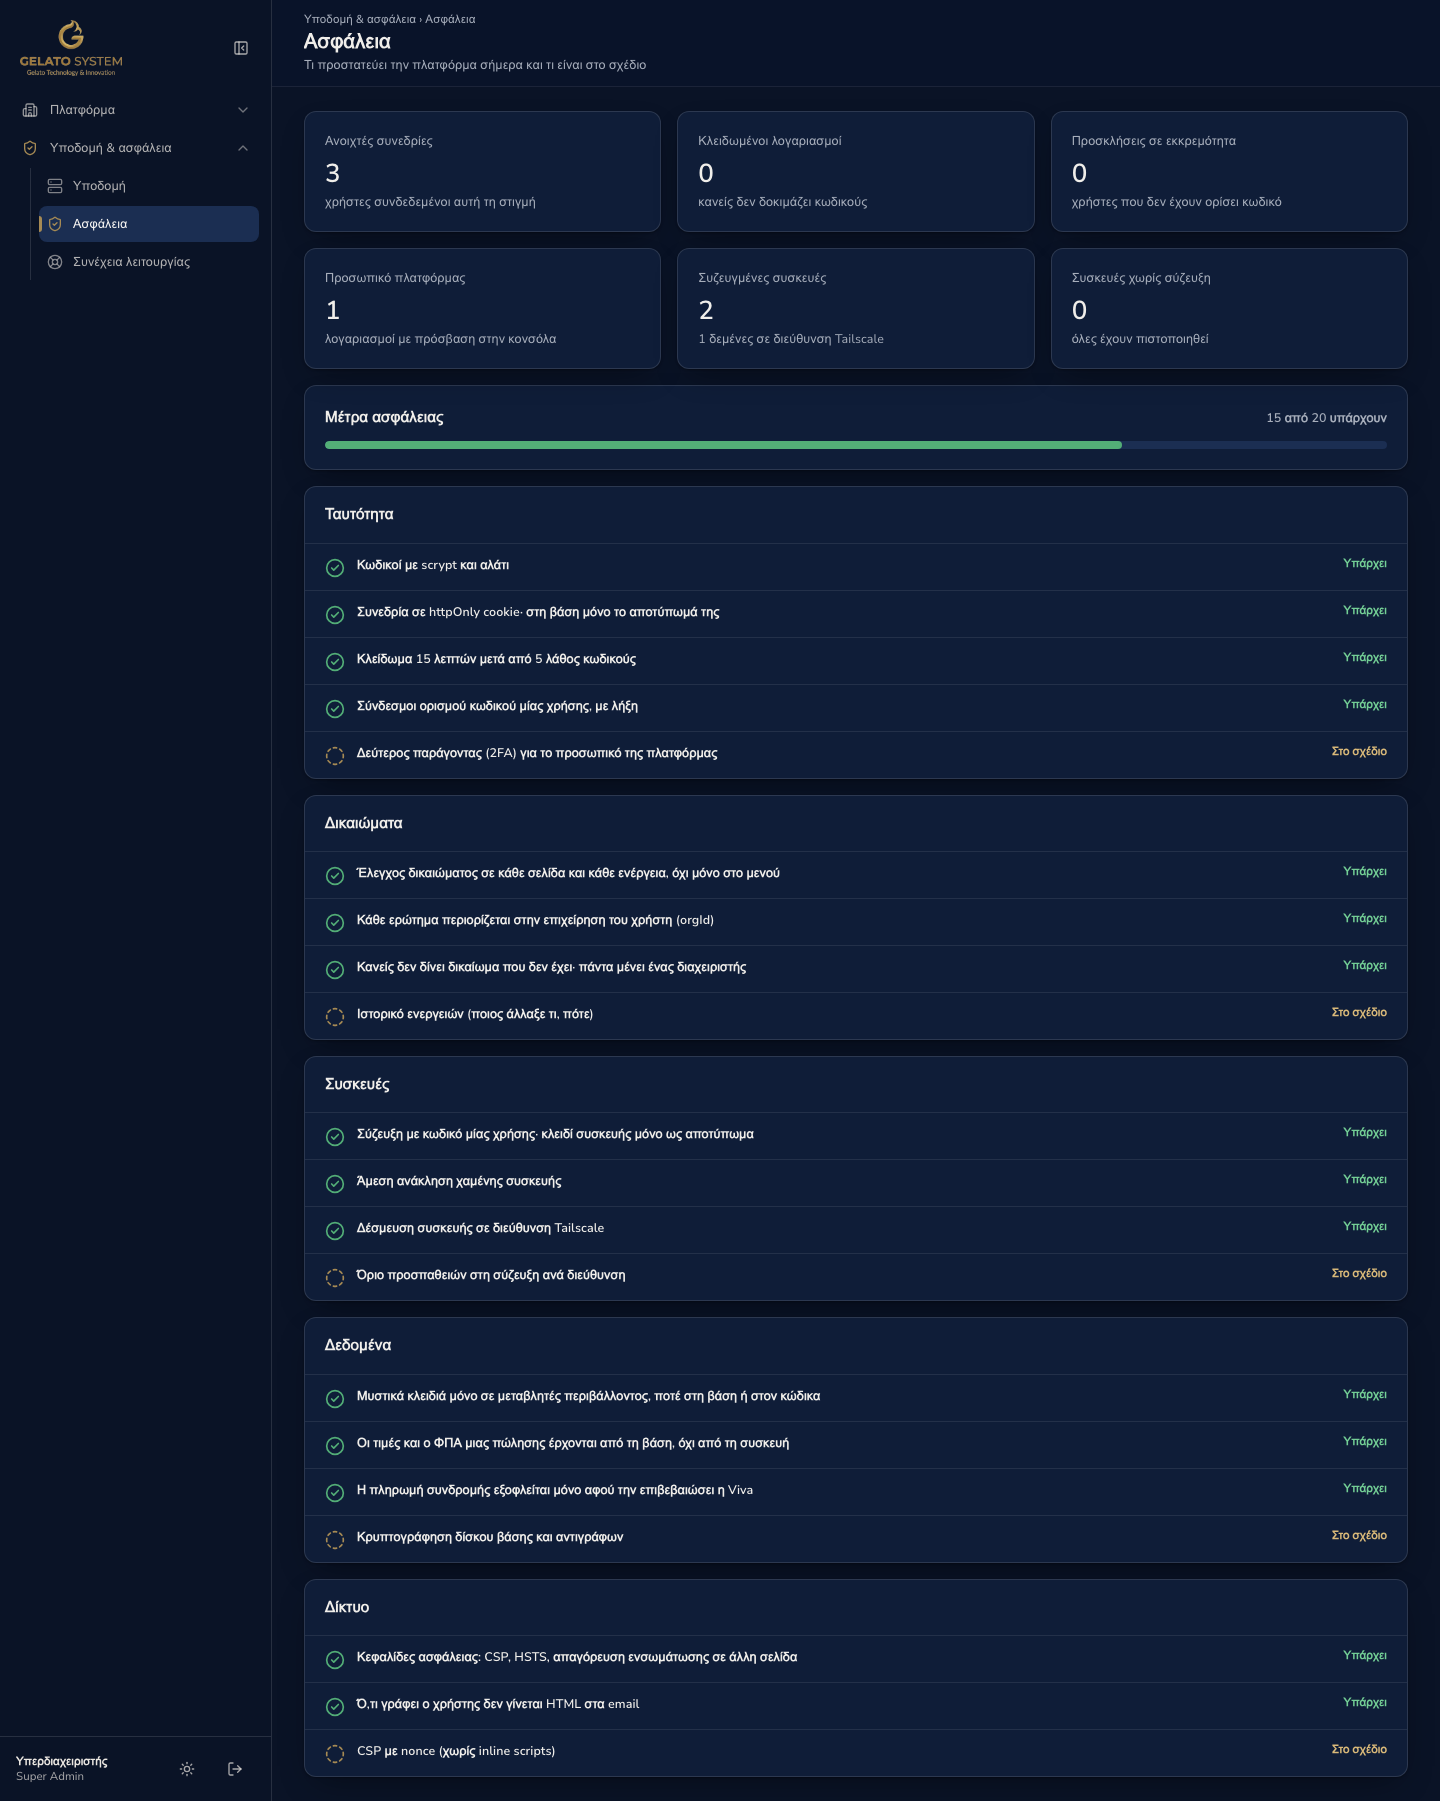 GELATO SYSTEM
Gelato Technology & Innovation
Πλατφόρμα
Υποδομή & ασφάλεια
Υποδομή
Ασφάλεια
Συνέχεια λειτουργίας
Υπερδιαχειριστής
Super Admin
Υποδομή & ασφάλεια › Ασφάλεια
Ασφάλεια
Τι προστατεύει την πλατφόρμα σήμερα και τι είναι στο σχέδιο
Ανοιχτές συνεδρίες
3
χρήστες συνδεδεμένοι αυτή τη στιγμή
Κλειδωμένοι λογαριασμοί
0
κανείς δεν δοκιμάζει κωδικούς
Προσκλήσεις σε εκκρεμότητα
0
χρήστες που δεν έχουν ορίσει κωδικό
Προσωπικό πλατφόρμας
1
λογαριασμοί με πρόσβαση στην κονσόλα
Συζευγμένες συσκευές
2
1 δεμένες σε διεύθυνση Tailscale
Συσκευές χωρίς σύζευξη
0
όλες έχουν πιστοποιηθεί
Μέτρα ασφάλειας
15 από 20 υπάρχουν
Ταυτότητα
Κωδικοί με scrypt και αλάτι
Υπάρχει
Συνεδρία σε httpOnly cookie· στη βάση μόνο το αποτύπωμά της
Υπάρχει
Κλείδωμα 15 λεπτών μετά από 5 λάθος κωδικούς
Υπάρχει
Σύνδεσμοι ορισμού κωδικού μίας χρήσης, με λήξη
Υπάρχει
Δεύτερος παράγοντας (2FA) για το προσωπικό της πλατφόρμας
Στο σχέδιο
Δικαιώματα
Έλεγχος δικαιώματος σε κάθε σελίδα και κάθε ενέργεια, όχι μόνο στο μενού
Υπάρχει
Κάθε ερώτημα περιορίζεται στην επιχείρηση του χρήστη (orgId)
Υπάρχει
Κανείς δεν δίνει δικαίωμα που δεν έχει· πάντα μένει ένας διαχειριστής
Υπάρχει
Ιστορικό ενεργειών (ποιος άλλαξε τι, πότε)
Στο σχέδιο
Συσκευές
Σύζευξη με κωδικό μίας χρήσης· κλειδί συσκευής μόνο ως αποτύπωμα
Υπάρχει
Άμεση ανάκληση χαμένης συσκευής
Υπάρχει
Δέσμευση συσκευής σε διεύθυνση Tailscale
Υπάρχει
Όριο προσπαθειών στη σύζευξη ανά διεύθυνση
Στο σχέδιο
Δεδομένα
Μυστικά κλειδιά μόνο σε μεταβλητές περιβάλλοντος, ποτέ στη βάση ή στον κώδικα
Υπάρχει
Οι τιμές και ο ΦΠΑ μιας πώλησης έρχονται από τη βάση, όχι από τη συσκευή
Υπάρχει
Η πληρωμή συνδρομής εξοφλείται μόνο αφού την επιβεβαιώσει η Viva
Υπάρχει
Κρυπτογράφηση δίσκου βάσης και αντιγράφων
Στο σχέδιο
Δίκτυο
Κεφαλίδες ασφάλειας: CSP, HSTS, απαγόρευση ενσωμάτωσης σε άλλη σελίδα
Υπάρχει
Ό,τι γράφει ο χρήστης δεν γίνεται HTML στα email
Υπάρχει
CSP με nonce (χωρίς inline scripts)
Στο σχέδιο